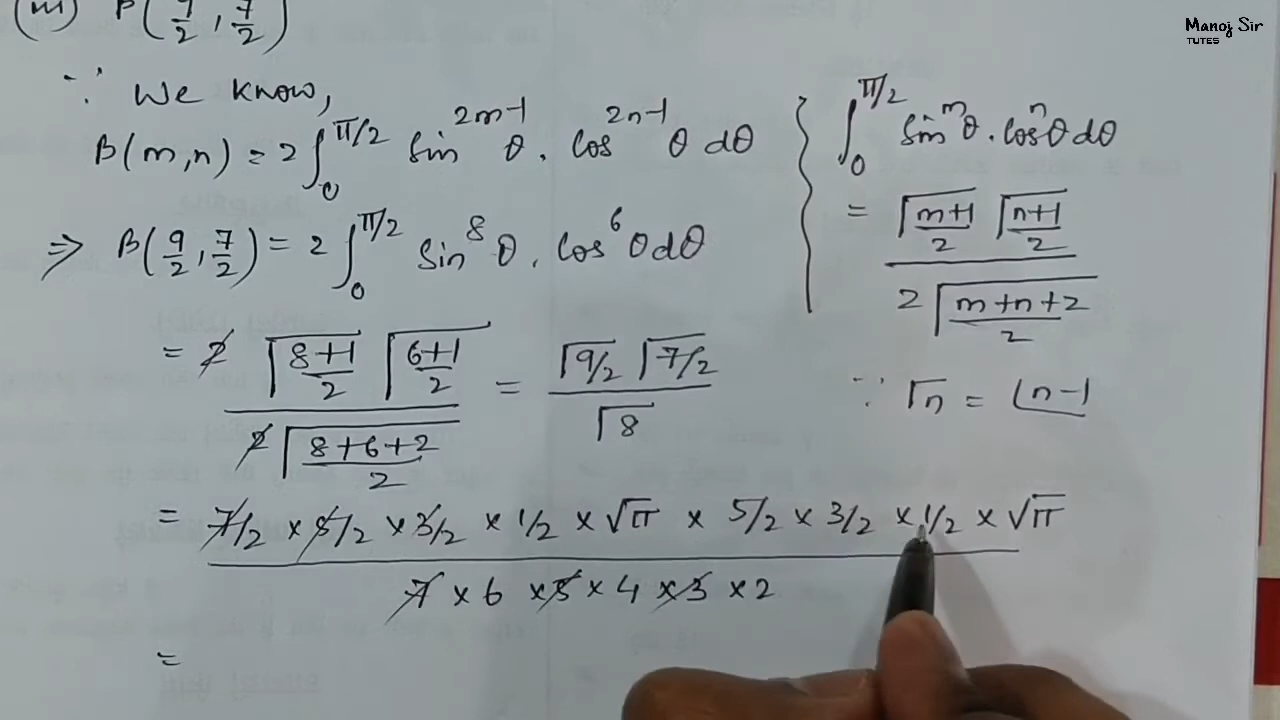 (iii) β(9/2, 7/2)
Manoj Sir
TUTES
∵ We know,
β(m,n) = 2∫₀^{π/2} sin^{2m-1}θ . cos^{2n-1}θ dθ
⇒ β(9/2, 7/2) = 2∫₀^{π/2} sin⁸θ . cos⁶θ dθ
= 2 Γ(8+1)/2 Γ(6+1)/2 / 2 Γ(8+6+2)/2 = Γ9/2 Γ7/2 / Γ8
= 7/2 × 5/2 × 3/2 × 1/2 × √π × 5/2 × 3/2 × 1/2 × √π
7 × 6 × 5 × 4 × 3 × 2
=
∫₀^{π/2} sin^mθ . cos^nθ dθ
= Γ(m+1)/2 Γ(n+1)/2 / 2 Γ(m+n+2)/2
∵ Γn = ⌊n-1